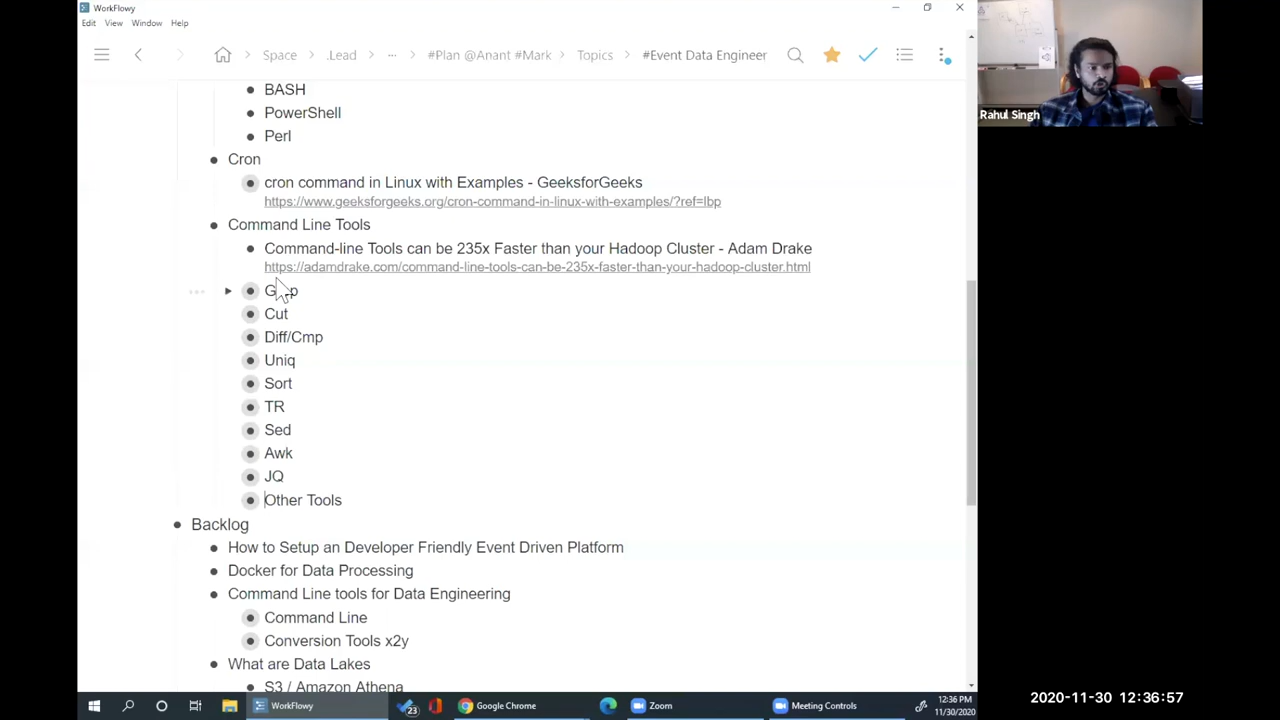 WorkFlowy
Edit View Window Help
Space .Lead ... #Plan @Anant #Mark Topics #Event Data Engineer
BASH
PowerShell
Perl
Cron
cron command in Linux with Examples - GeeksforGeeks
https://www.geeksforgeeks.org/cron-command-in-linux-with-examples/?ref=lbp
Command Line Tools
Command-line Tools can be 235x Faster than your Hadoop Cluster - Adam Drake
https://adamdrake.com/command-line-tools-can-be-235x-faster-than-your-hadoop-cluster.html
Cut
Diff/Cmp
Uniq
Sort
TR
Sed
Awk
JQ
Other Tools
Backlog
How to Setup an Developer Friendly Event Driven Platform
Docker for Data Processing
Command Line tools for Data Engineering
Command Line
Conversion Tools x2y
What are Data Lakes
S3 / Amazon Athena
23 WorkFlowy Google Chrome Zoom Meeting Controls 12:36 PM
11/30/2020
Rahul Singh
2020-11-30 12:36:57